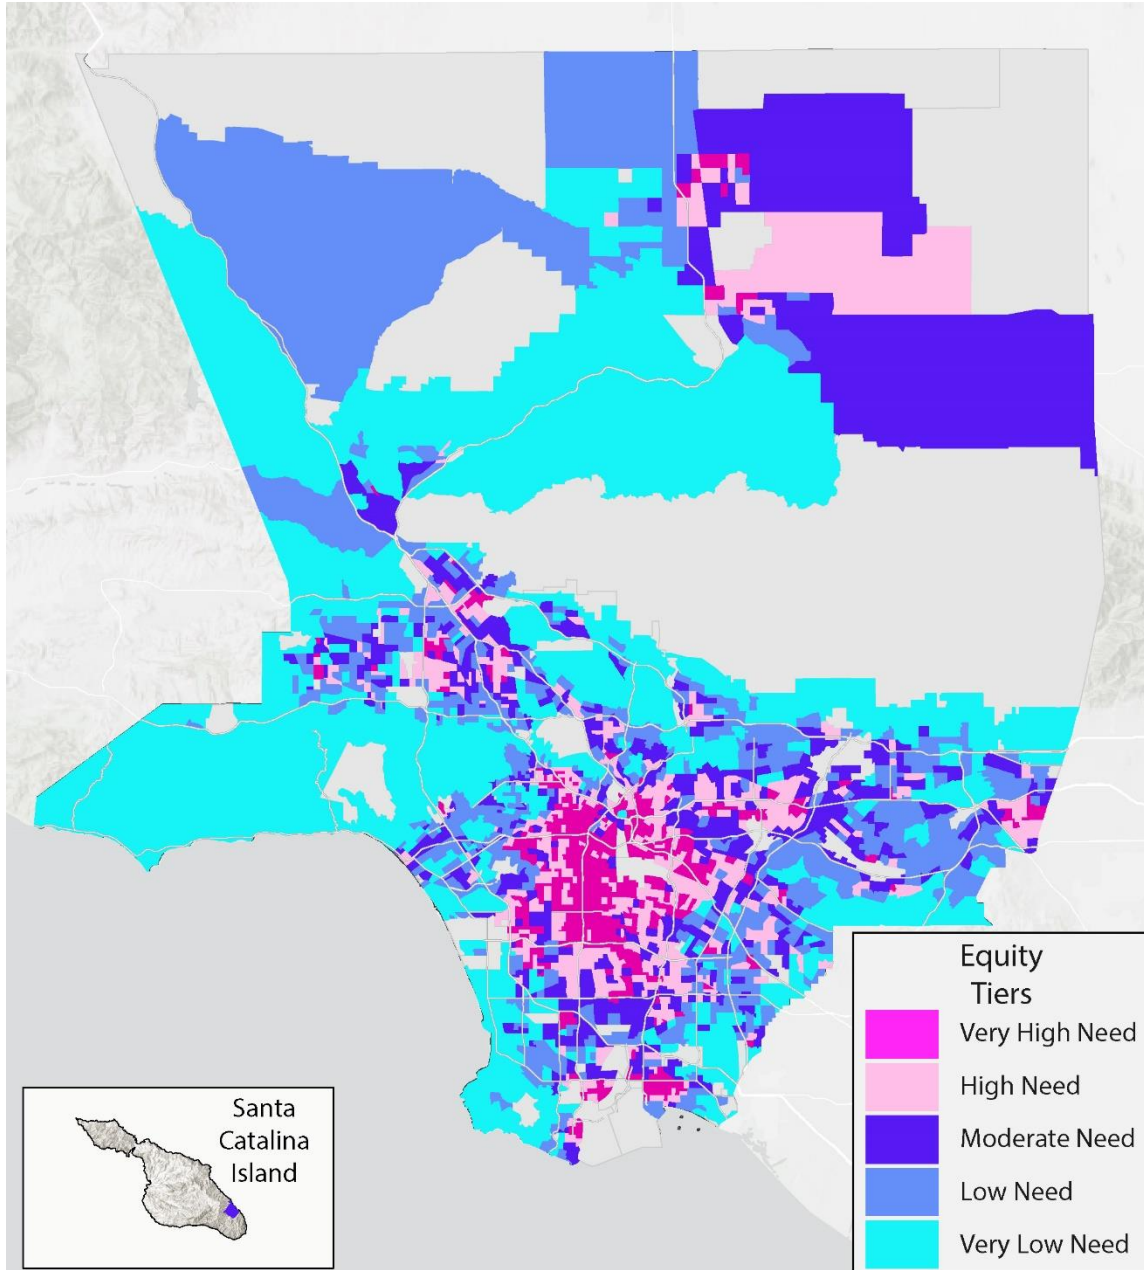 Santa
Catalina
Island
Equity
Tiers
Very High Need
High Need
Moderate Need
Low Need
Very Low Need